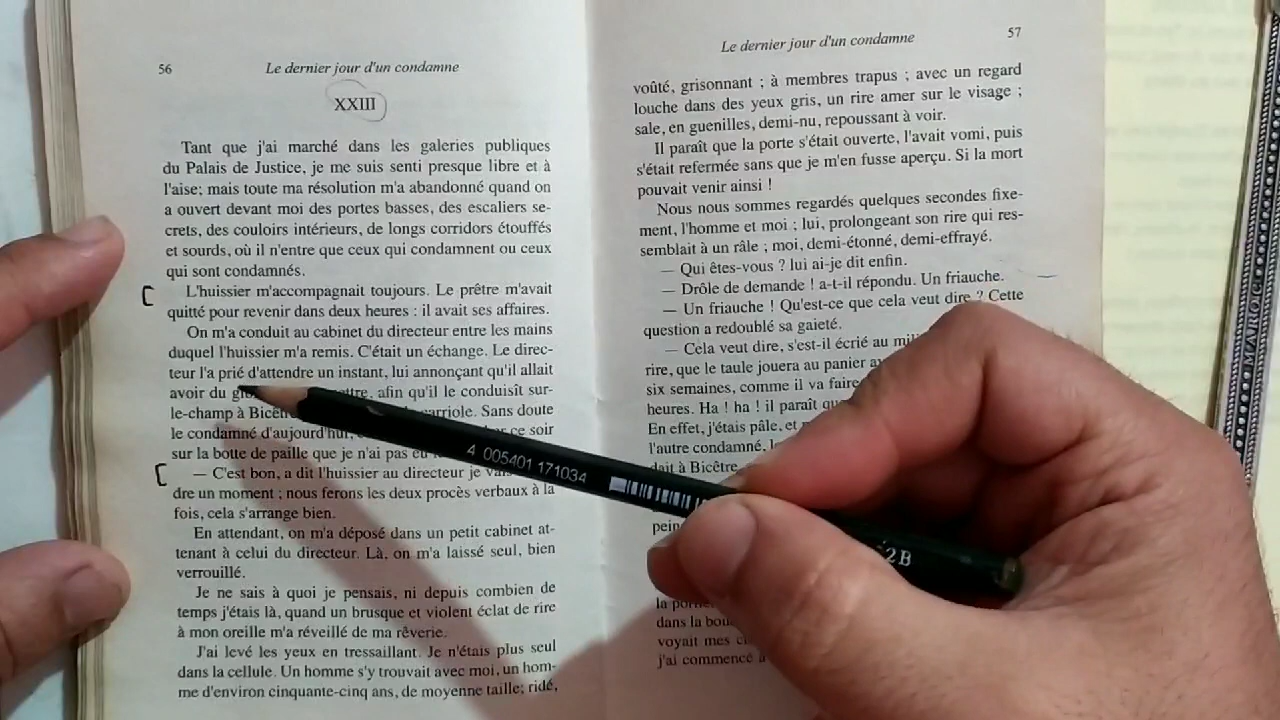 56
Le dernier jour d'un condamne
XXIII
Tant que j'ai marché dans les galeries publiques
du Palais de Justice, je me suis senti presque libre et à
l'aise; mais toute ma résolution m'a abandonné quand on
a ouvert devant moi des portes basses, des escaliers se-
crets, des couloirs intérieurs, de longs corridors étouffés
et sourds, où il n'entre que ceux qui condamnent ou ceux
qui sont condamnés.
L'huissier m'accompagnait toujours. Le prêtre m'avait
quitté pour revenir dans deux heures : il avait ses affaires.
On m'a conduit au cabinet du directeur entre les mains
duquel l'huissier m'a remis. C'était un échange. Le direc-
teur l'a prié d'attendre un instant, lui annonçant qu'il allait
avoir du afin qu'il le conduisît sur-
le-champ à carriole. Sans doute
le condamné d'aujourd'hui, ce soir
sur la botte de paille que je n'ai pas
— C'est bon, a dit l'huissier au directeur je
dre un moment ; nous ferons les deux procès verbaux à la
fois, cela s'arrange bien.
En attendant, on m'a déposé dans un petit cabinet at-
tenant à celui du directeur. Là, on m'a laissé seul, bien
verrouillé.
Je ne sais à quoi je pensais, ni depuis combien de
temps j'étais là, quand un brusque et violent éclat de rire
à mon oreille m'a réveillé de ma rêverie.
J'ai levé les yeux en tressaillant. Je n'étais plus seul
dans la cellule. Un homme s'y trouvait avec moi, un hom-
me d'environ cinquante-cinq ans, de moyenne taille; ridé,
Le dernier jour d'un condamne
57
voûté, grisonnant ; à membres trapus ; avec un regard
louche dans des yeux gris, un rire amer sur le visage ;
sale, en guenilles, demi-nu, repoussant à voir.
Il paraît que la porte s'était ouverte, l'avait vomi, puis
s'était refermée sans que je m'en fusse aperçu. Si la mort
pouvait venir ainsi !
Nous nous sommes regardés quelques secondes fixe-
ment, l'homme et moi ; lui, prolongeant son rire qui res-
semblait à un râle ; moi, demi-étonné, demi-effrayé.
— Qui êtes-vous ? lui ai-je dit enfin.
— Drôle de demande ! a-t-il répondu. Un friauche.
— Un friauche ! Qu'est-ce que cela veut dire ? Cette
question a redoublé sa gaieté.
— Cela veut dire, s'est-il écrié au
rire, que le taule jouera au panier
six semaines, comme il va faire
heures. Ha ! ha ! il paraît
En effet, j'étais pâle, et
l'autre condamné,
dait à Bicêtre,
dans la
voyait mes
j'ai commencé
4 005401 171034
2B